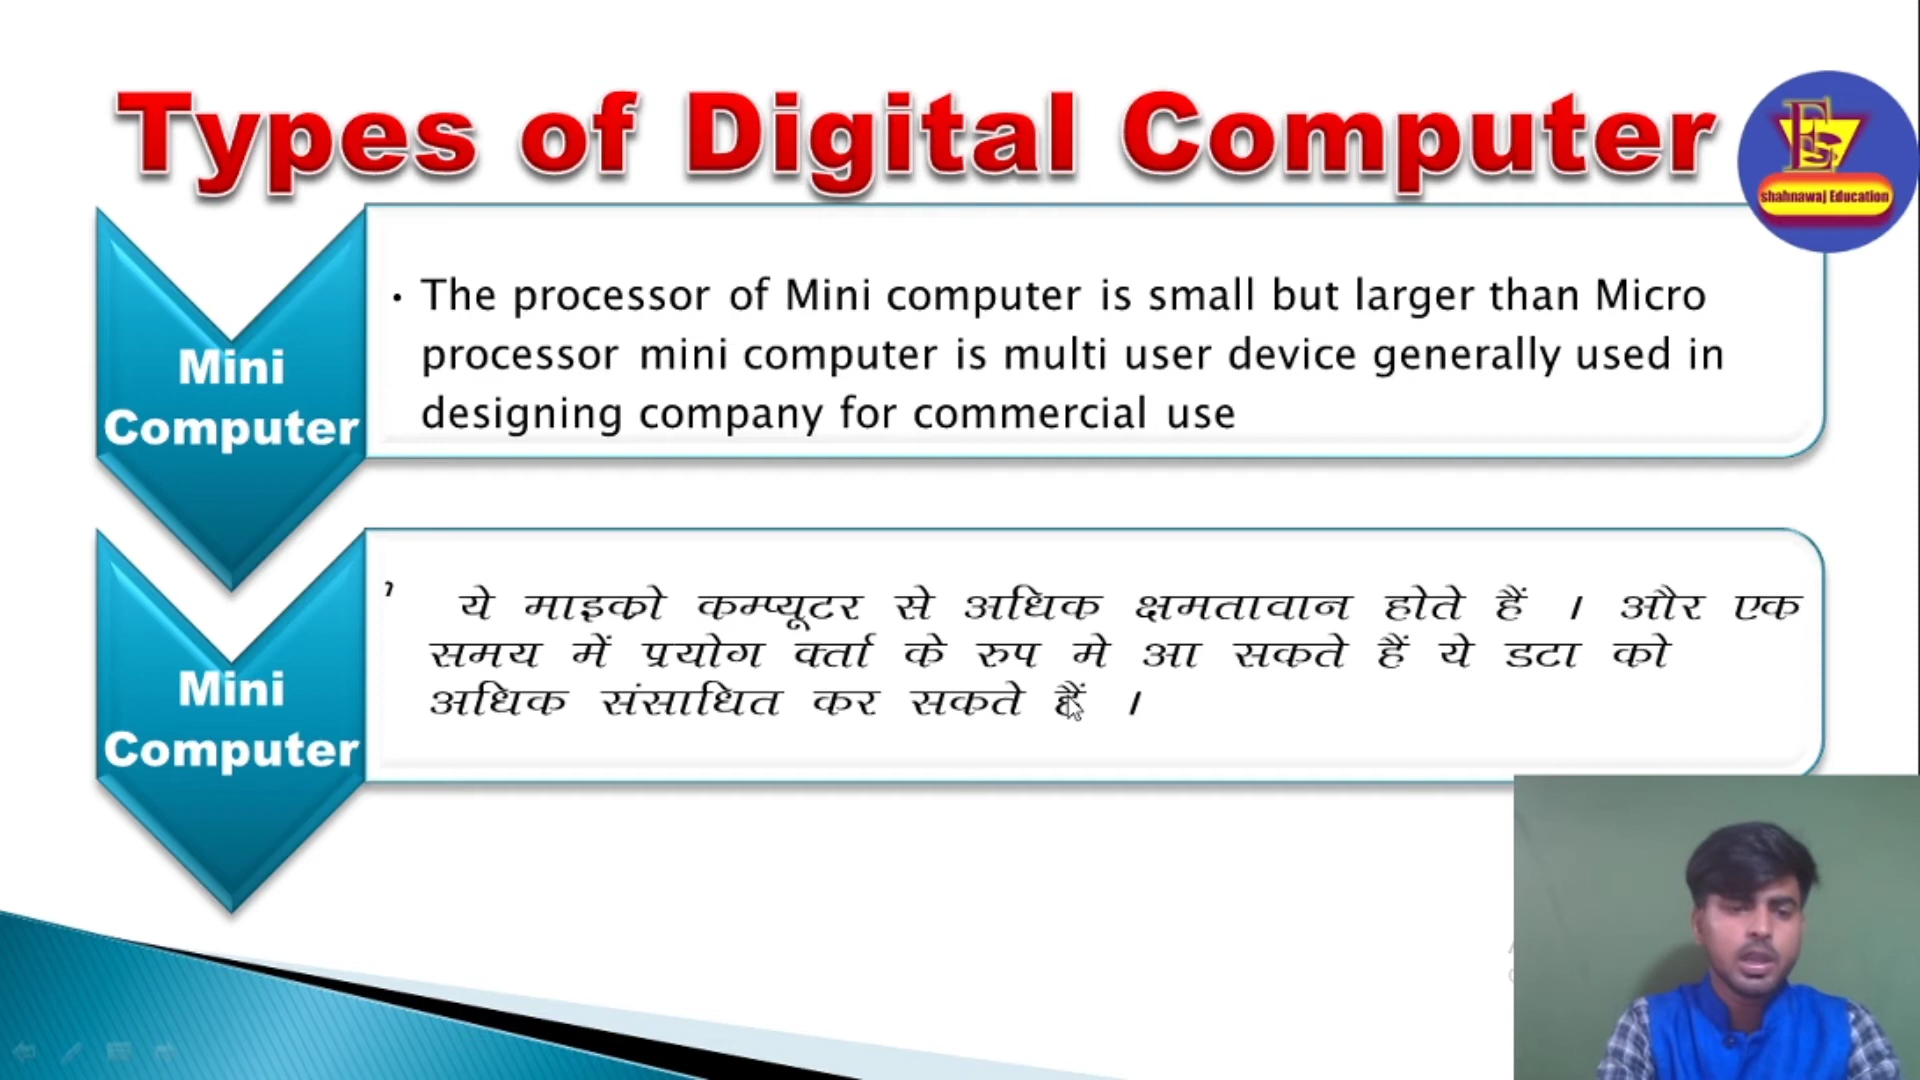 Types of Digital Computer
ES
shahnawaj Education
Mini
Computer
• The processor of Mini computer is small but larger than Micro
processor mini computer is multi user device generally used in
designing company for commercial use
Mini
Computer
ये माइको कम्प्यूटर से अधिक क्षमतावान होते हैं । और एक
समय में प्रयोग क्र्ता के रुप मे आ सकते हैं ये डटा को
अधिक संसाधित कर सकते हैं ।